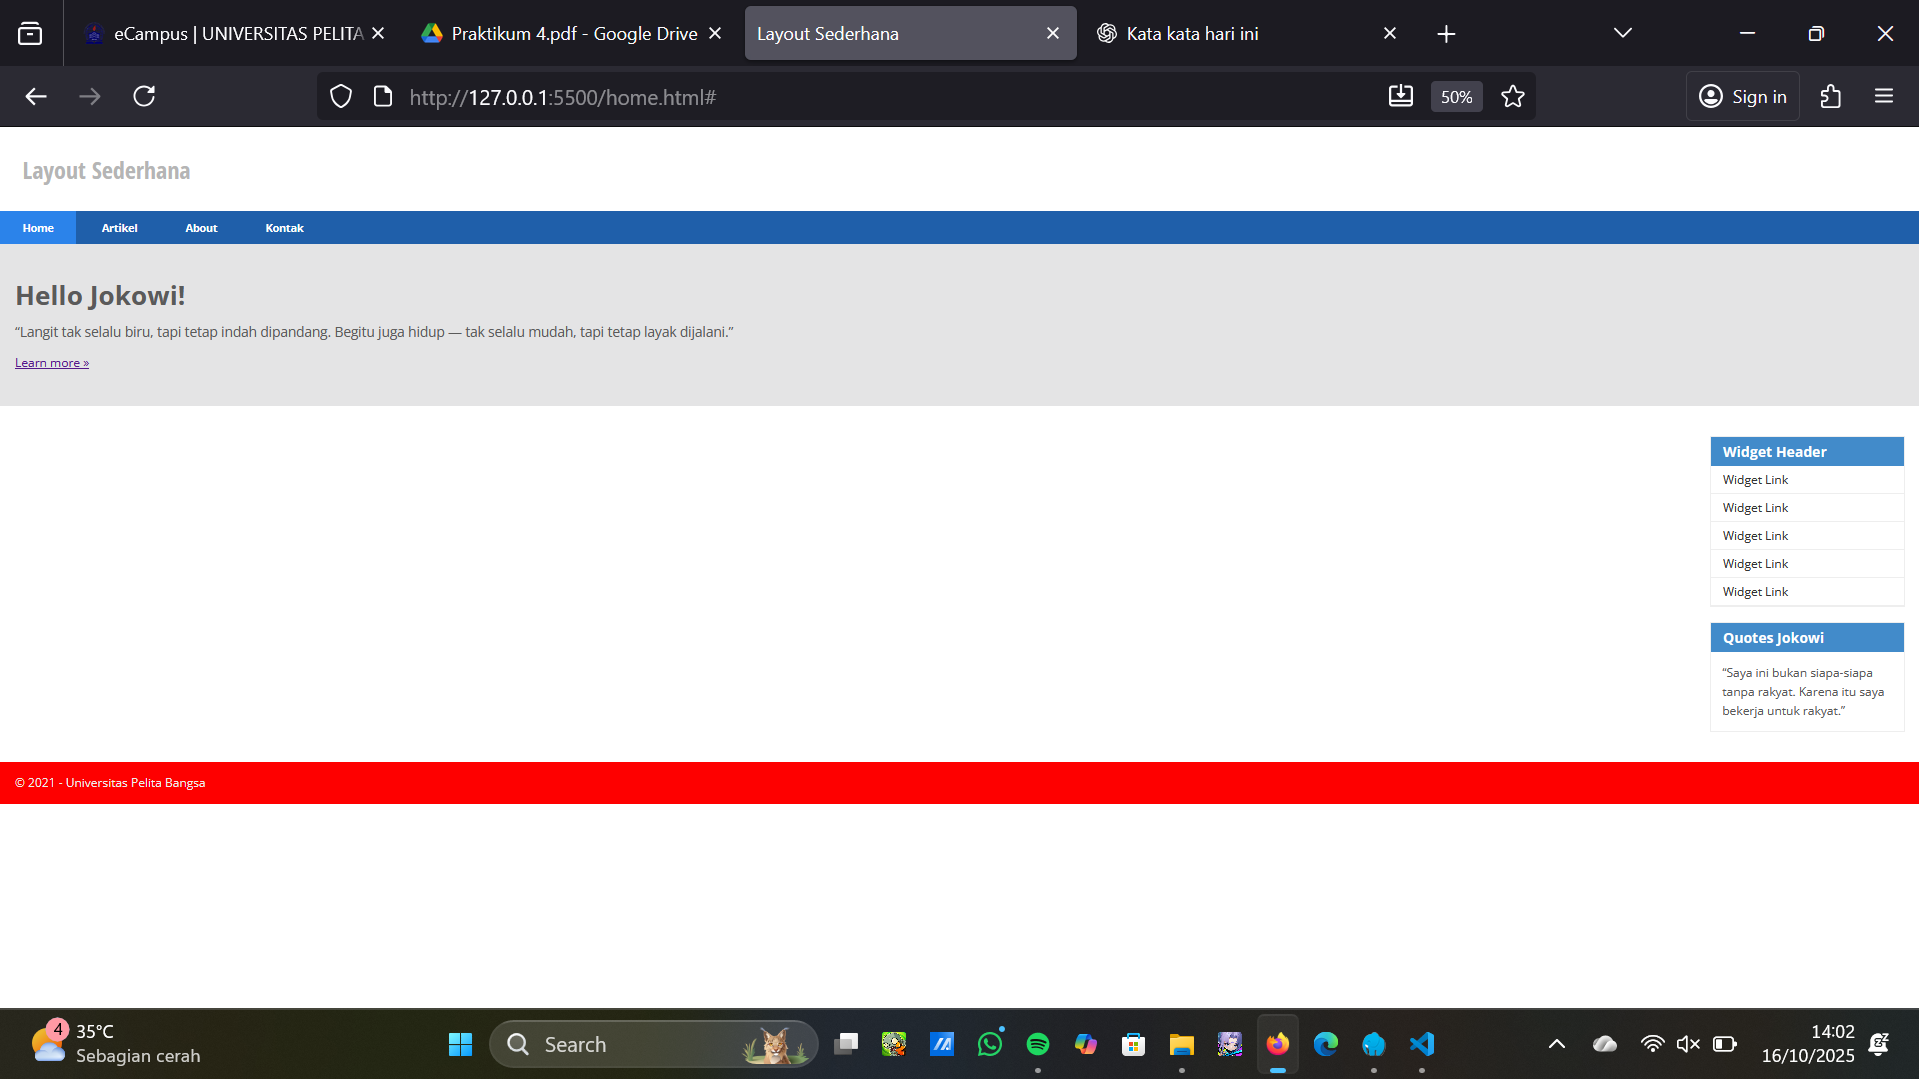 eCampus | UNIVERSITAS PELITA
Praktikum 4.pdf - Google Drive
Layout Sederhana
Kata kata hari ini
http://127.0.0.1:5500/home.html#
50%
Sign in
Layout Sederhana
Home
Artikel
About
Kontak
Hello Jokowi!
“Langit tak selalu biru, tapi tetap indah dipandang. Begitu juga hidup — tak selalu mudah, tapi tetap layak dijalani.”
Learn more »
Widget Header
Widget Link
Widget Link
Widget Link
Widget Link
Widget Link
Quotes Jokowi
“Saya ini bukan siapa-siapa
tanpa rakyat. Karena itu saya
bekerja untuk rakyat.”
© 2021 - Universitas Pelita Bangsa
4
35°C
Sebagian cerah
Search
14:02
16/10/2025